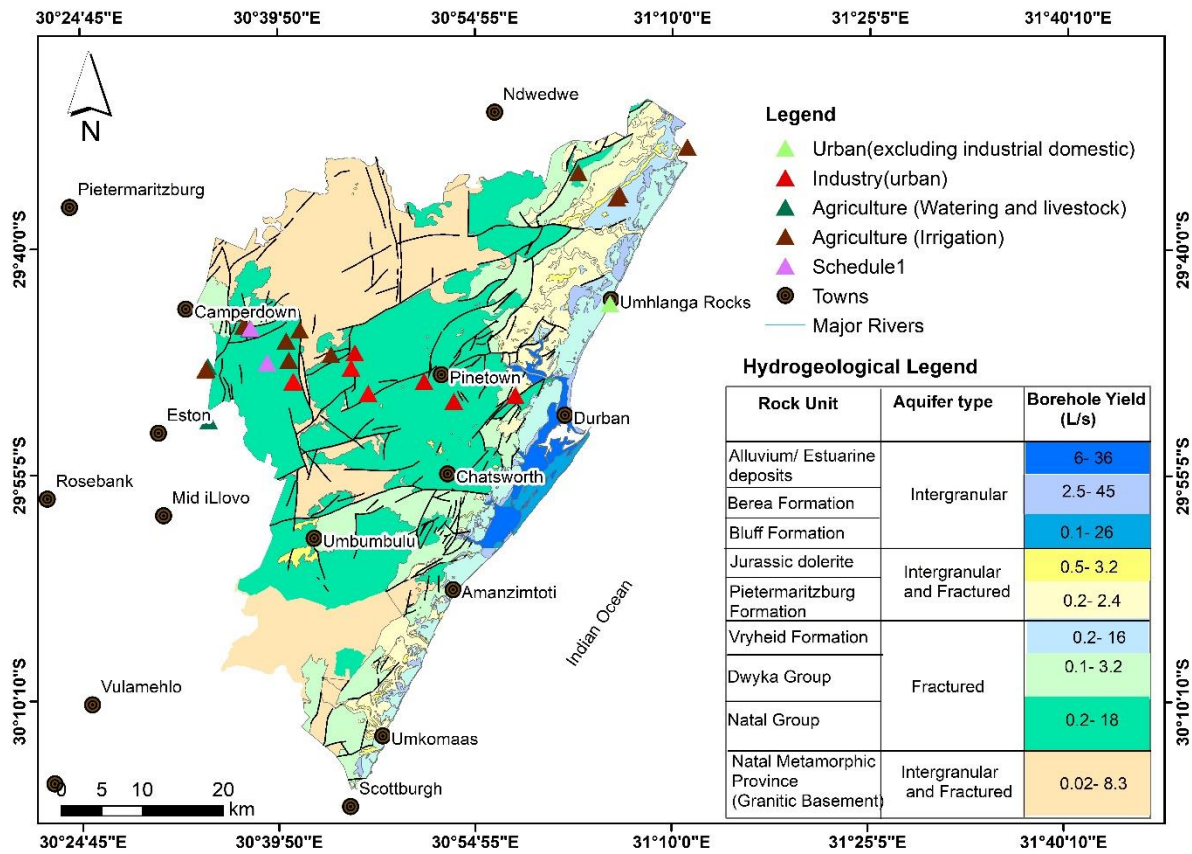 30°24'45"E 30°39'50"E 30°54'55"E 31°10'0"E 31°25'5"E 31°40'10"E
N
Ndwedwe
Pietermaritzburg
29°40'0"S
29°40'0"S
Camperdown
Umhlanga Rocks
Pinetown
Durban
Eston
Chatsworth
29°55'5"S
29°55'5"S
Rosebank
Mid iLlovo
Umbumbulu
Amanzimtoti
Indian Ocean
Vulamehlo
30°10'10"S
30°10'10"S
Umkomaas
Scottburgh
0 5 10 20
km
30°24'45"E 30°39'50"E 30°54'55"E 31°10'0"E 31°25'5"E 31°40'10"E
Legend
Urban(excluding industrial domestic)
Industry(urban)
Agriculture (Watering and livestock)
Agriculture (Irrigation)
Schedule1
Towns
Major Rivers
Hydrogeological Legend
Rock Unit Aquifer type Borehole Yield
(L/s)
Alluvium/ Estuarine
deposits
6- 36
Berea Formation
Intergranular
2.5- 45
Bluff Formation
0.1- 26
Jurassic dolerite
Intergranular
and Fractured
0.5- 3.2
Pietermaritzburg
Formation
0.2- 2.4
Vryheid Formation
0.2- 16
Dwyka Group
Fractured
0.1- 3.2
Natal Group
0.2- 18
Natal Metamorphic
Province
(Granitic Basement)
Intergranular
and Fractured
0.02- 8.3